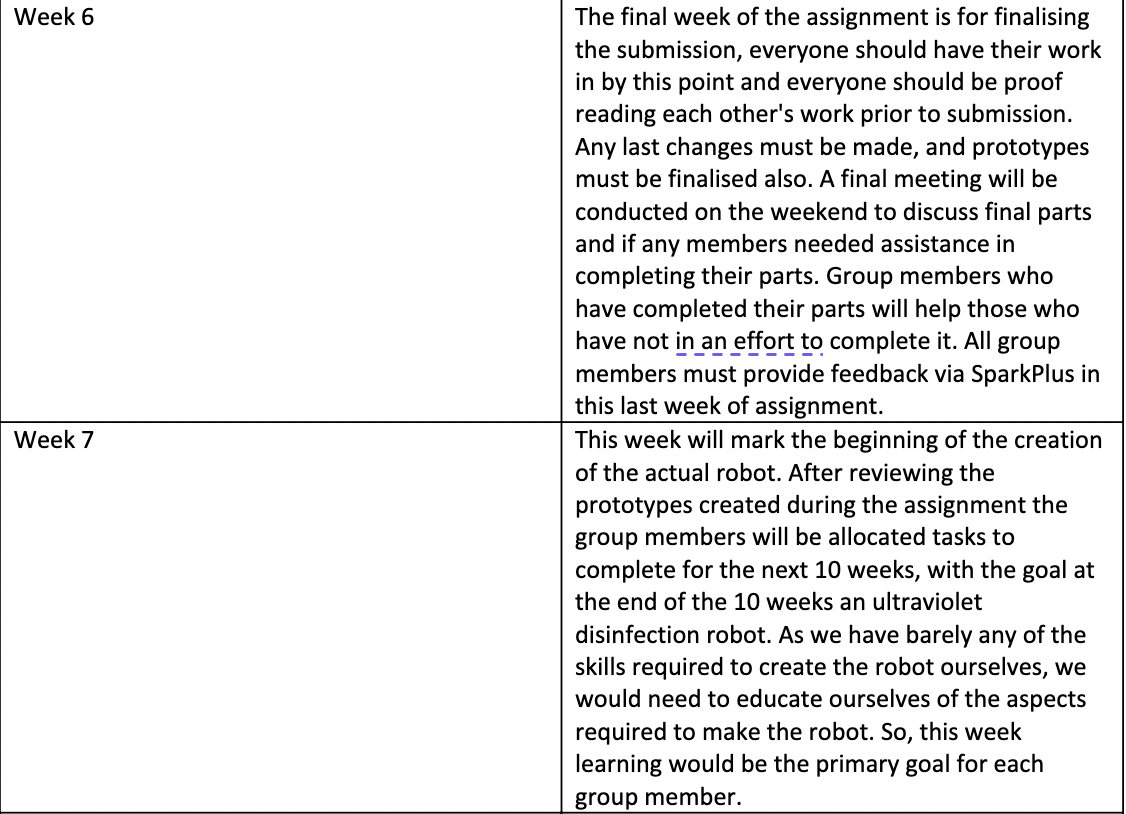 Week 6
The final week of the assignment is for finalising
the submission, everyone should have their work
in by this point and everyone should be proof
reading each other's work prior to submission.
Any last changes must be made, and prototypes
must be finalised also. A final meeting will be
conducted on the weekend to discuss final parts
and if any members needed assistance in
completing their parts. Group members who
have completed their parts will help those who
have not in an effort to complete it. All group
members must provide feedback via SparkPlus in
this last week of assignment.
Week 7
This week will mark the beginning of the creation
of the actual robot. After reviewing the
prototypes created during the assignment the
group members will be allocated tasks to
complete for the next 10 weeks, with the goal at
the end of the 10 weeks an ultraviolet
disinfection robot. As we have barely any of the
skills required to create the robot ourselves, we
would need to educate ourselves of the aspects
required to make the robot. So, this week
learning would be the primary goal for each
group member.